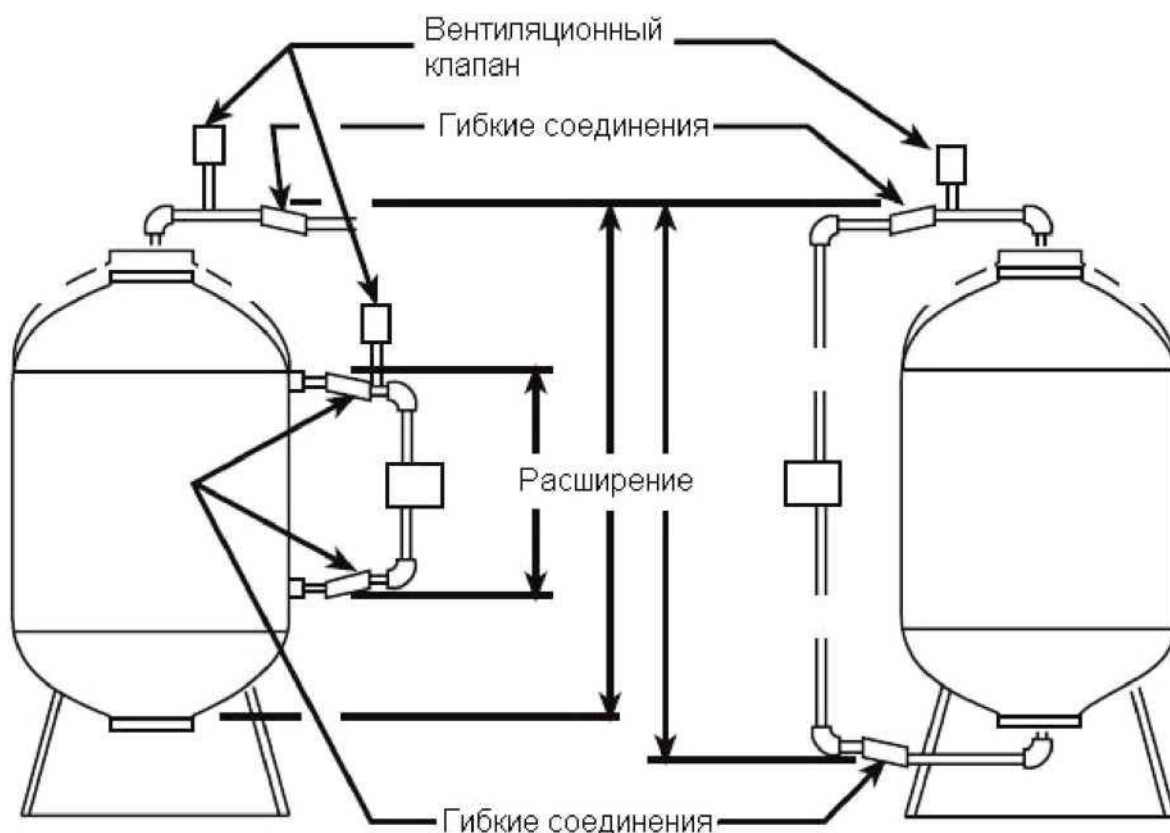 Вентиляционный
клапан
Гибкие соединения
Расширение
Гибкие соединения